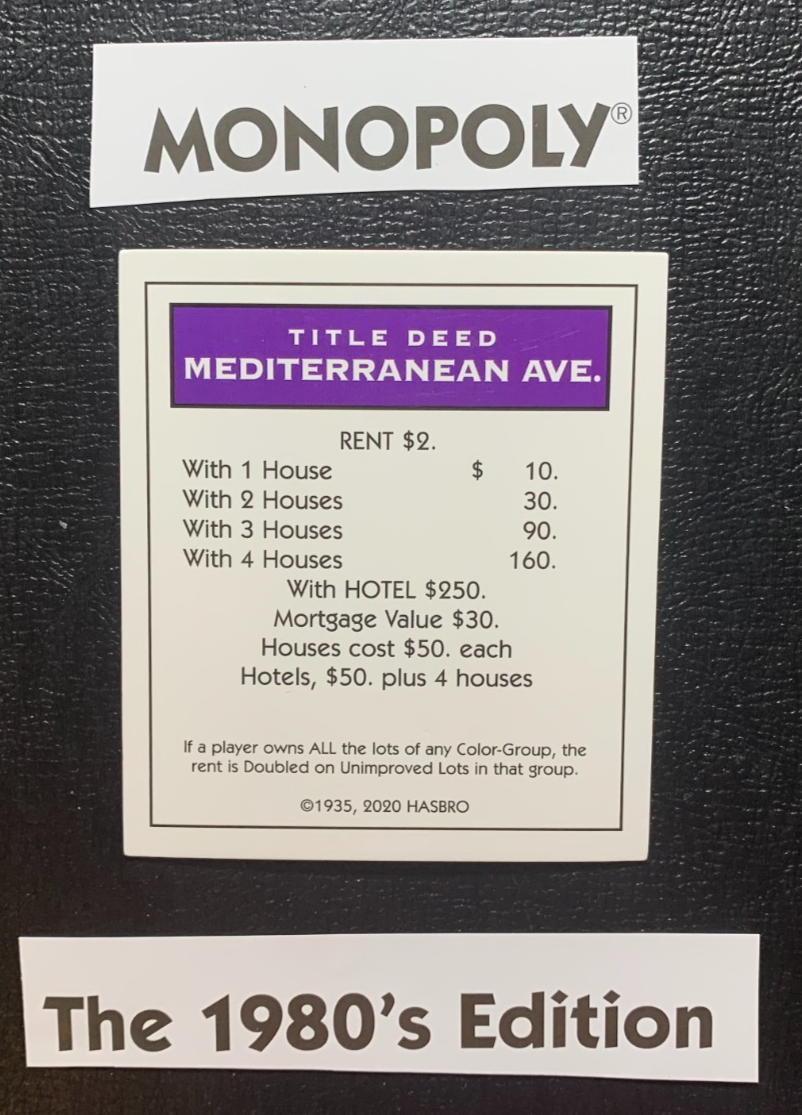 MONOPOLY®
TITLE DEED
MEDITERRANEAN AVE.
RENT $2.
With 1 House $ 10.
With 2 Houses 30.
With 3 Houses 90.
With 4 Houses 160.
With HOTEL $250.
Mortgage Value $30.
Houses cost $50. each
Hotels, $50. plus 4 houses
If a player owns ALL the lots of any Color-Group, the
rent is Doubled on Unimproved Lots in that group.
©1935, 2020 HASBRO
The 1980's Edition